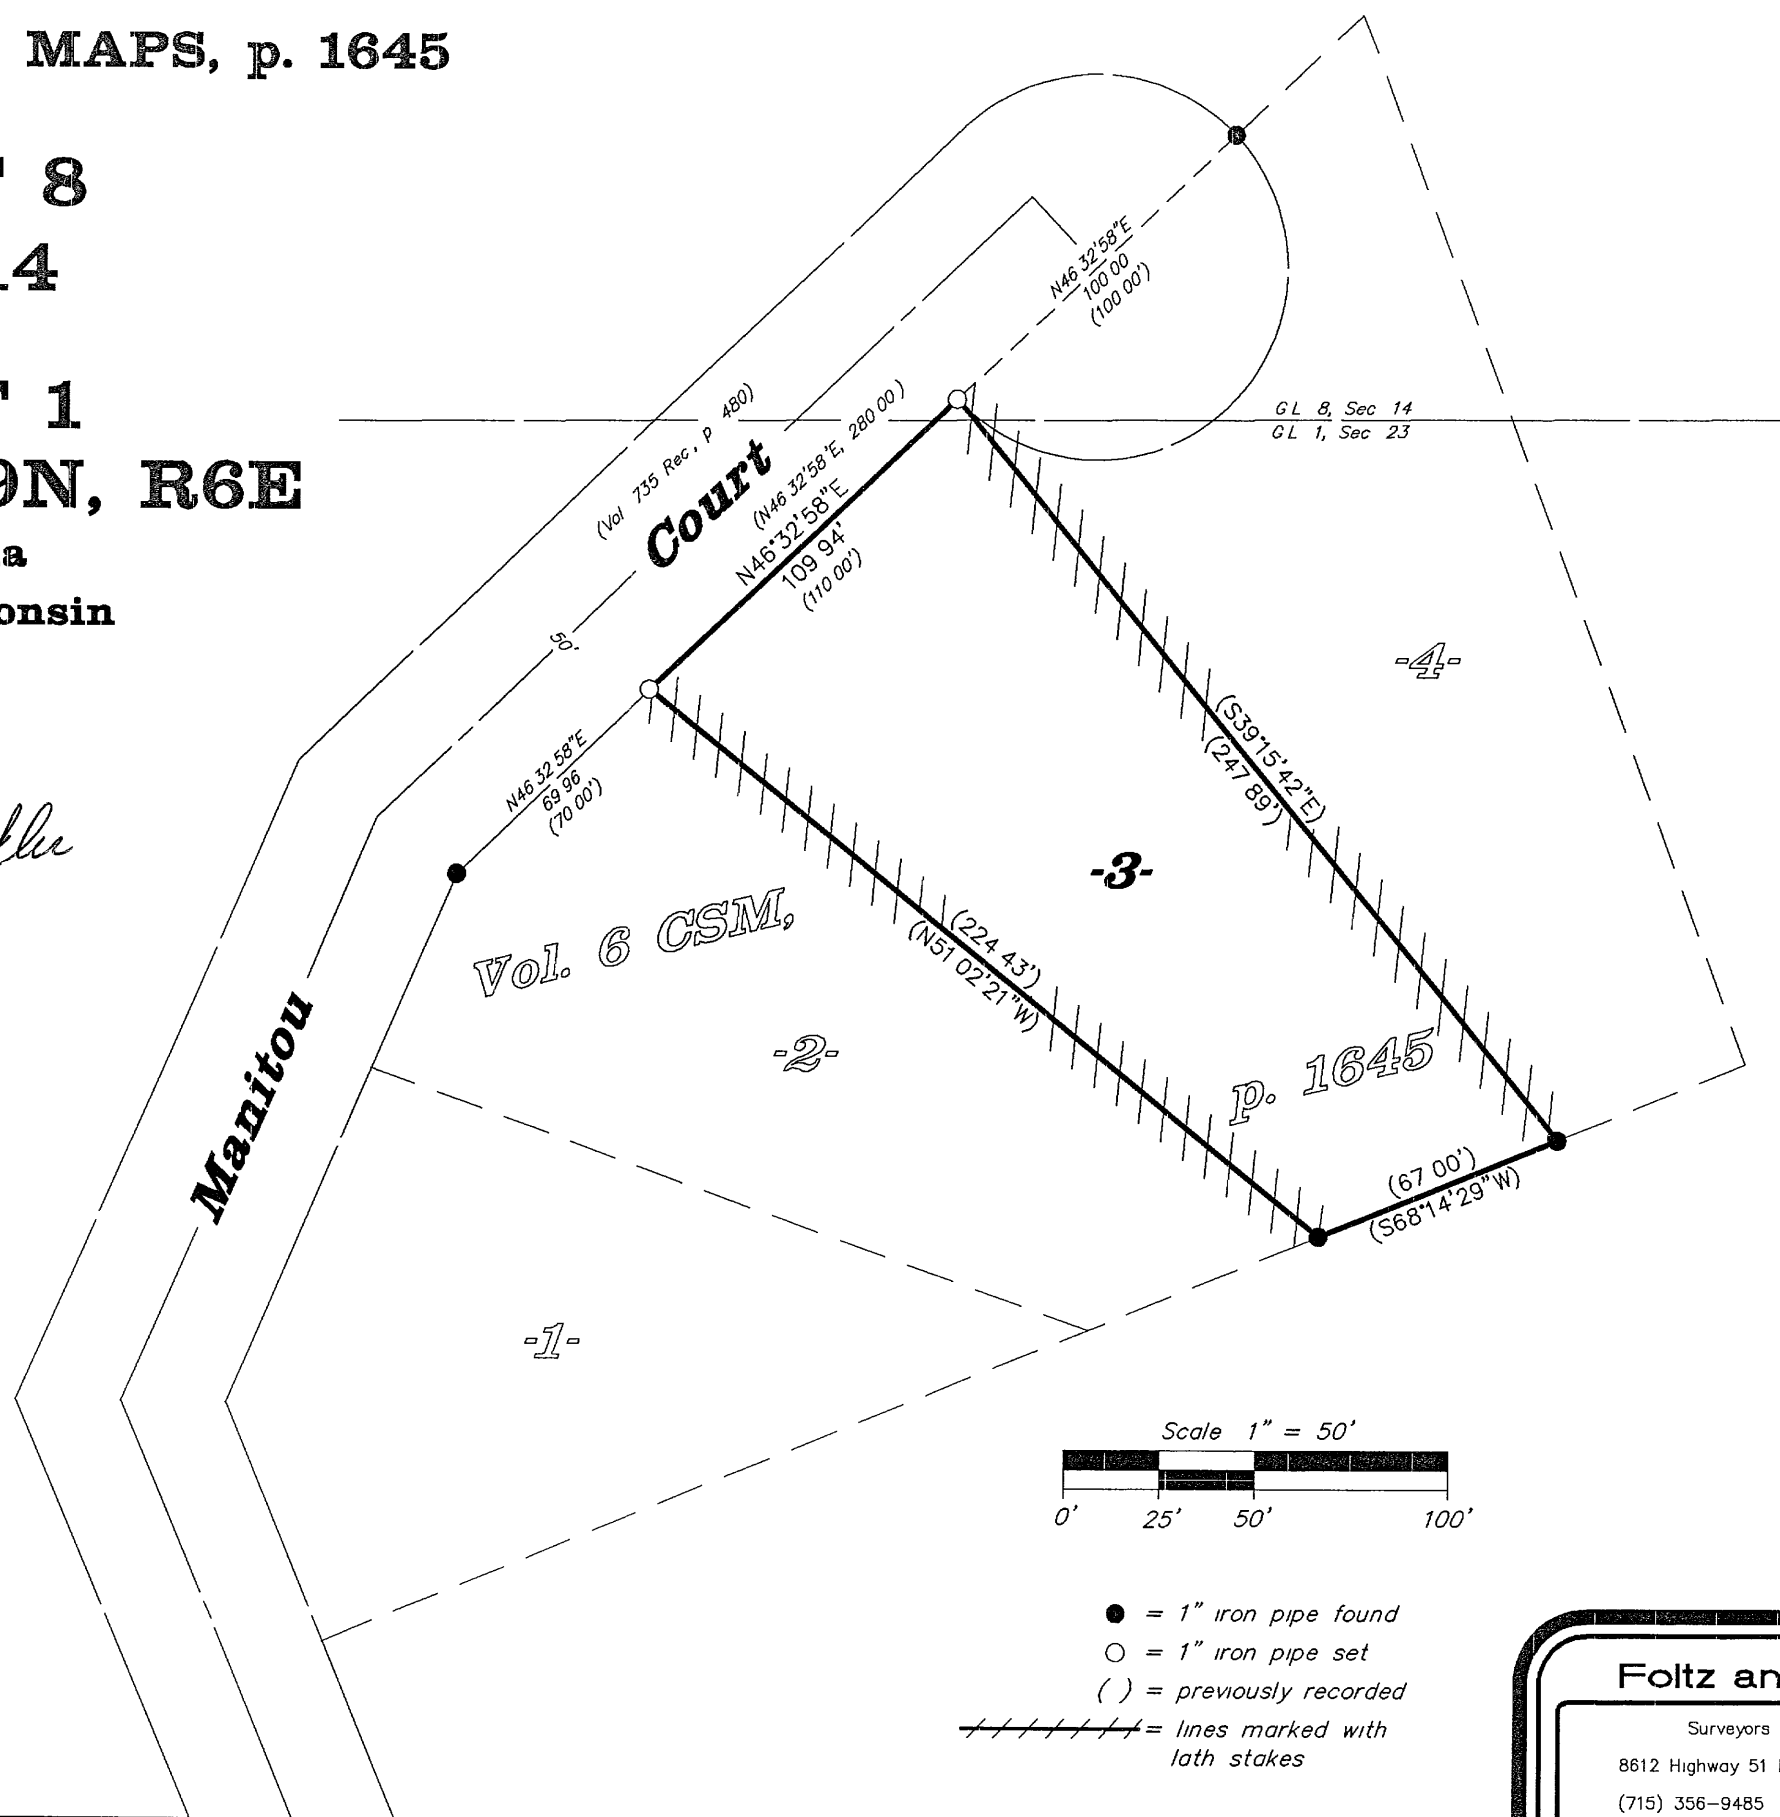 MAPS, p. 1645
8
14
1
9N, R6E
a
onsin
N46 32'58"E
100 00
(100 00')
(Vol 735 Rec, p 480)
Court
(N46 32'58"E, 280 00)
N46°32'58"E
109 94'
(110 00')
GL 8, Sec 14
GL 1, Sec 23
50'
-4-
N46 32 58"E
69 96
(70 00')
(S39°15'42"E)
(247 89')
-3-
Vol. 6 CSM,
(224 43')
(N51 02'21"W)
Manitou
-2-
p. 1645
(67 00')
(S68°14'29"W)
-1-
Scale 1" = 50'
0' 25' 50' 100'
= 1" iron pipe found
= 1" iron pipe set
( ) = previously recorded
= lines marked with
lath stakes
Foltz an
Surveyors
8612 Highway 51
(715) 356-9485